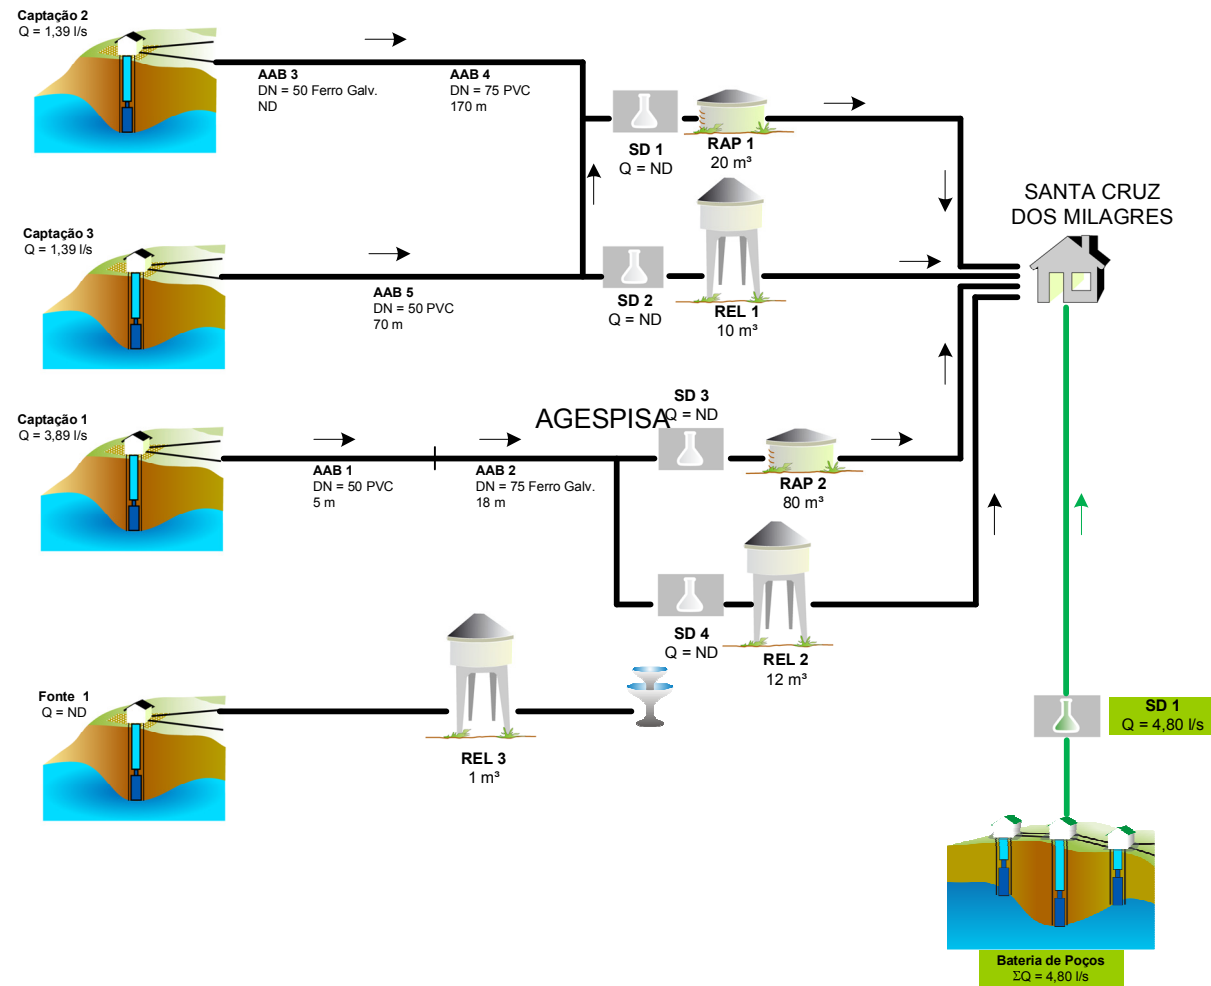 Captação 2
Q = 1,39 l/s
AAB 3
DN = 50 Ferro Galv.
ND
AAB 4
DN = 75 PVC
170 m
SD 1
Q = ND
RAP 1
20 m³
SANTA CRUZ
DOS MILAGRES
Captação 3
Q = 1,39 l/s
AAB 5
DN = 50 PVC
70 m
SD 2
Q = ND
REL 1
10 m³
Captação 1
Q = 3,89 l/s
AAB 1
DN = 50 PVC
5 m
AAB 2
DN = 75 Ferro Galv.
18 m
AGESPISA
SD 3
Q = ND
RAP 2
80 m³
SD 4
Q = ND
REL 2
12 m³
Fonte 1
Q = ND
REL 3
1 m³
SD 1
Q = 4,80 l/s
Bateria de Poços
ΣQ = 4,80 l/s